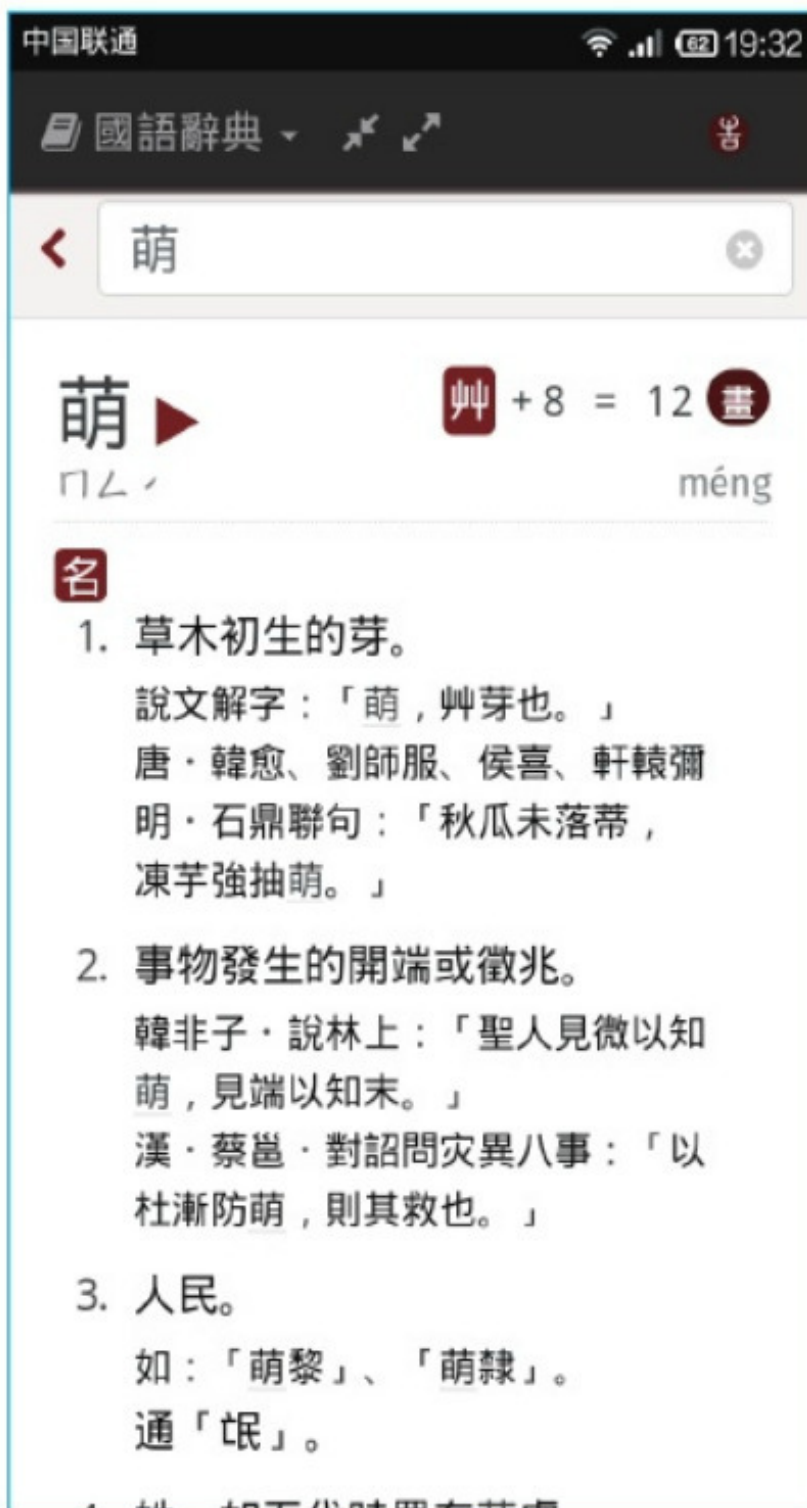 中国联通 62 19:32
國語辭典
萌
萌 艸 + 8 = 12 畫
ㄇㄥˊ méng
名
1. 草木初生的芽。
說文解字：「萌，艸芽也。」
唐．韓愈、劉師服、侯喜、軒轅彌
明．石鼎聯句：「秋瓜未落蒂，
凍芋強抽萌。」
2. 事物發生的開端或徵兆。
韓非子．說林上：「聖人見微以知
萌，見端以知末。」
漢．蔡邕．對詔問灾異八事：「以
杜漸防萌，則其救也。」
3. 人民。
如：「萌黎」、「萌隸」。
通「氓」。